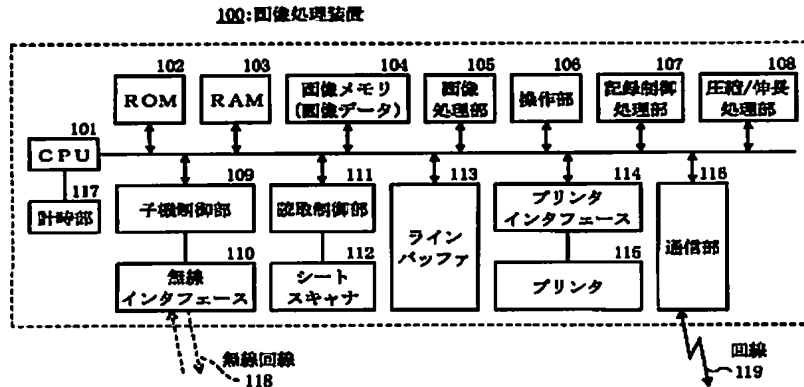 100:画像処理装置
102
103
104
105
106
107
108
ROM
RAM
画像メモリ
(画像データ)
画像
処理部
操作部
記録制御
処理部
圧縮/伸長
処理部
101
CPU
117
計時部
109
子機制御部
111
読取制御部
113
ライン
バッファ
114
プリンタ
インタフェース
116
通信部
110
無線
インタフェース
112
シート
スキャナ
115
プリンタ
無線回線
118
回線
119